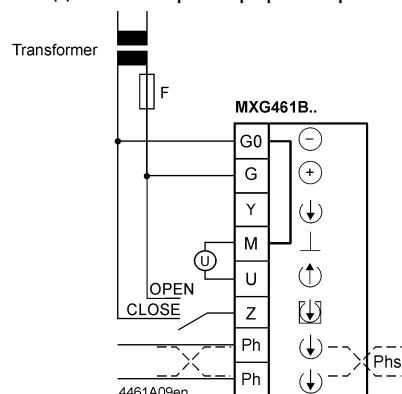 Transformer
F
MXG461B..
G0
G
Y
M
U
U
OPEN
CLOSE
Z
Ph
Phs
Ph
4461A09en